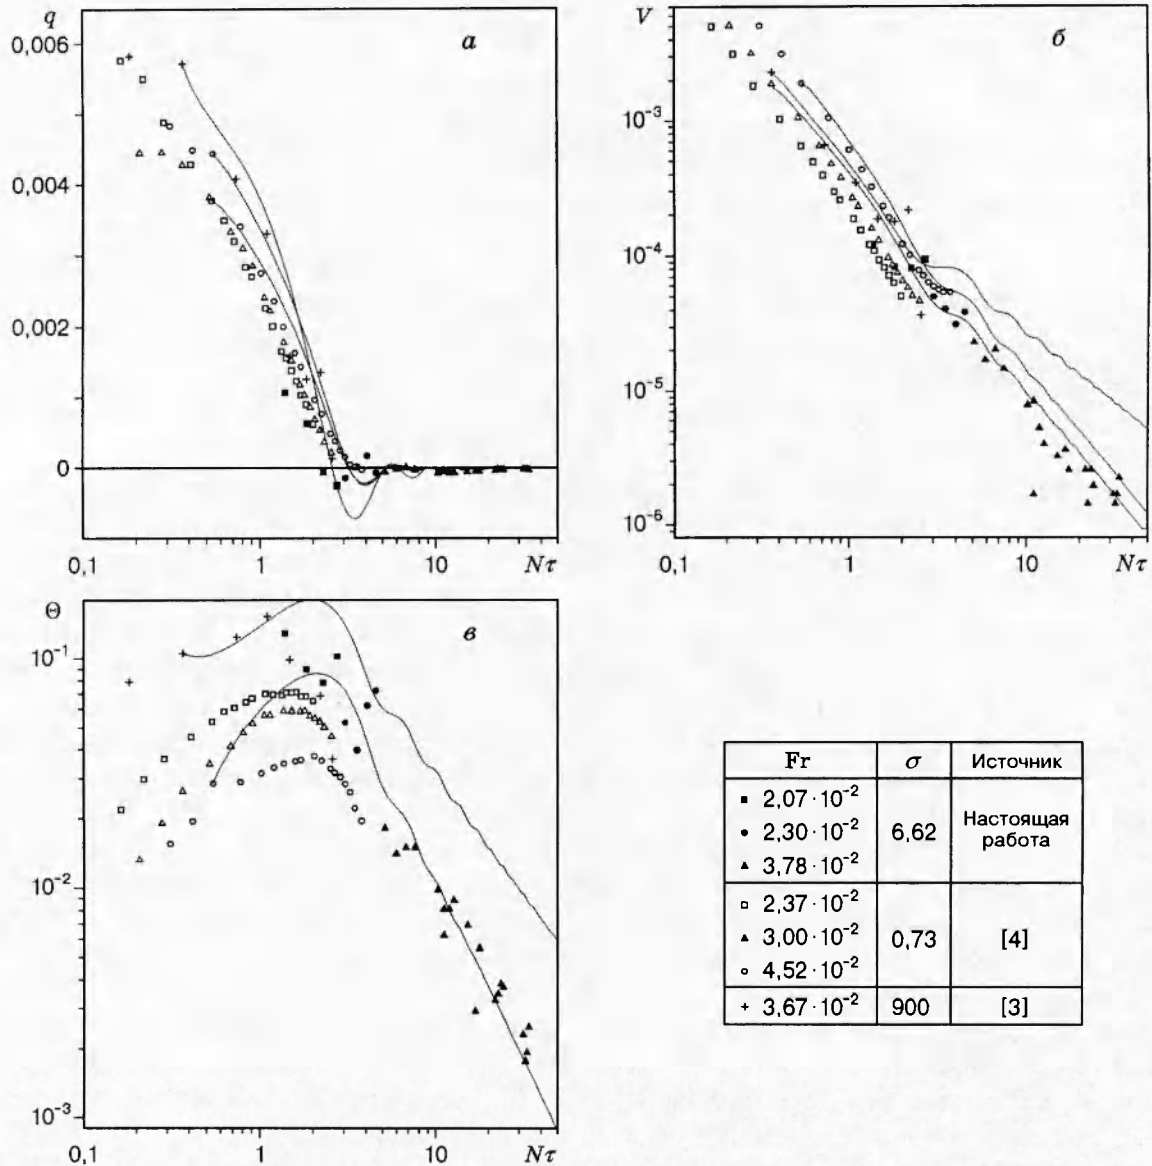 q
а
0,006
0,004
0,002
0
0,1
1
10
Nτ
V
б
10⁻³
10⁻⁴
10⁻⁵
10⁻⁶
0,1
1
10
Nτ
Θ
в
10⁻¹
10⁻²
10⁻³
0,1
1
10
Nτ
Fr σ Источник
■ 2,07 · 10⁻²
● 2,30 · 10⁻² 6,62 Настоящая работа
▲ 3,78 · 10⁻²
□ 2,37 · 10⁻²
▲ 3,00 · 10⁻² 0,73 [4]
○ 4,52 · 10⁻²
+ 3,67 · 10⁻² 900 [3]